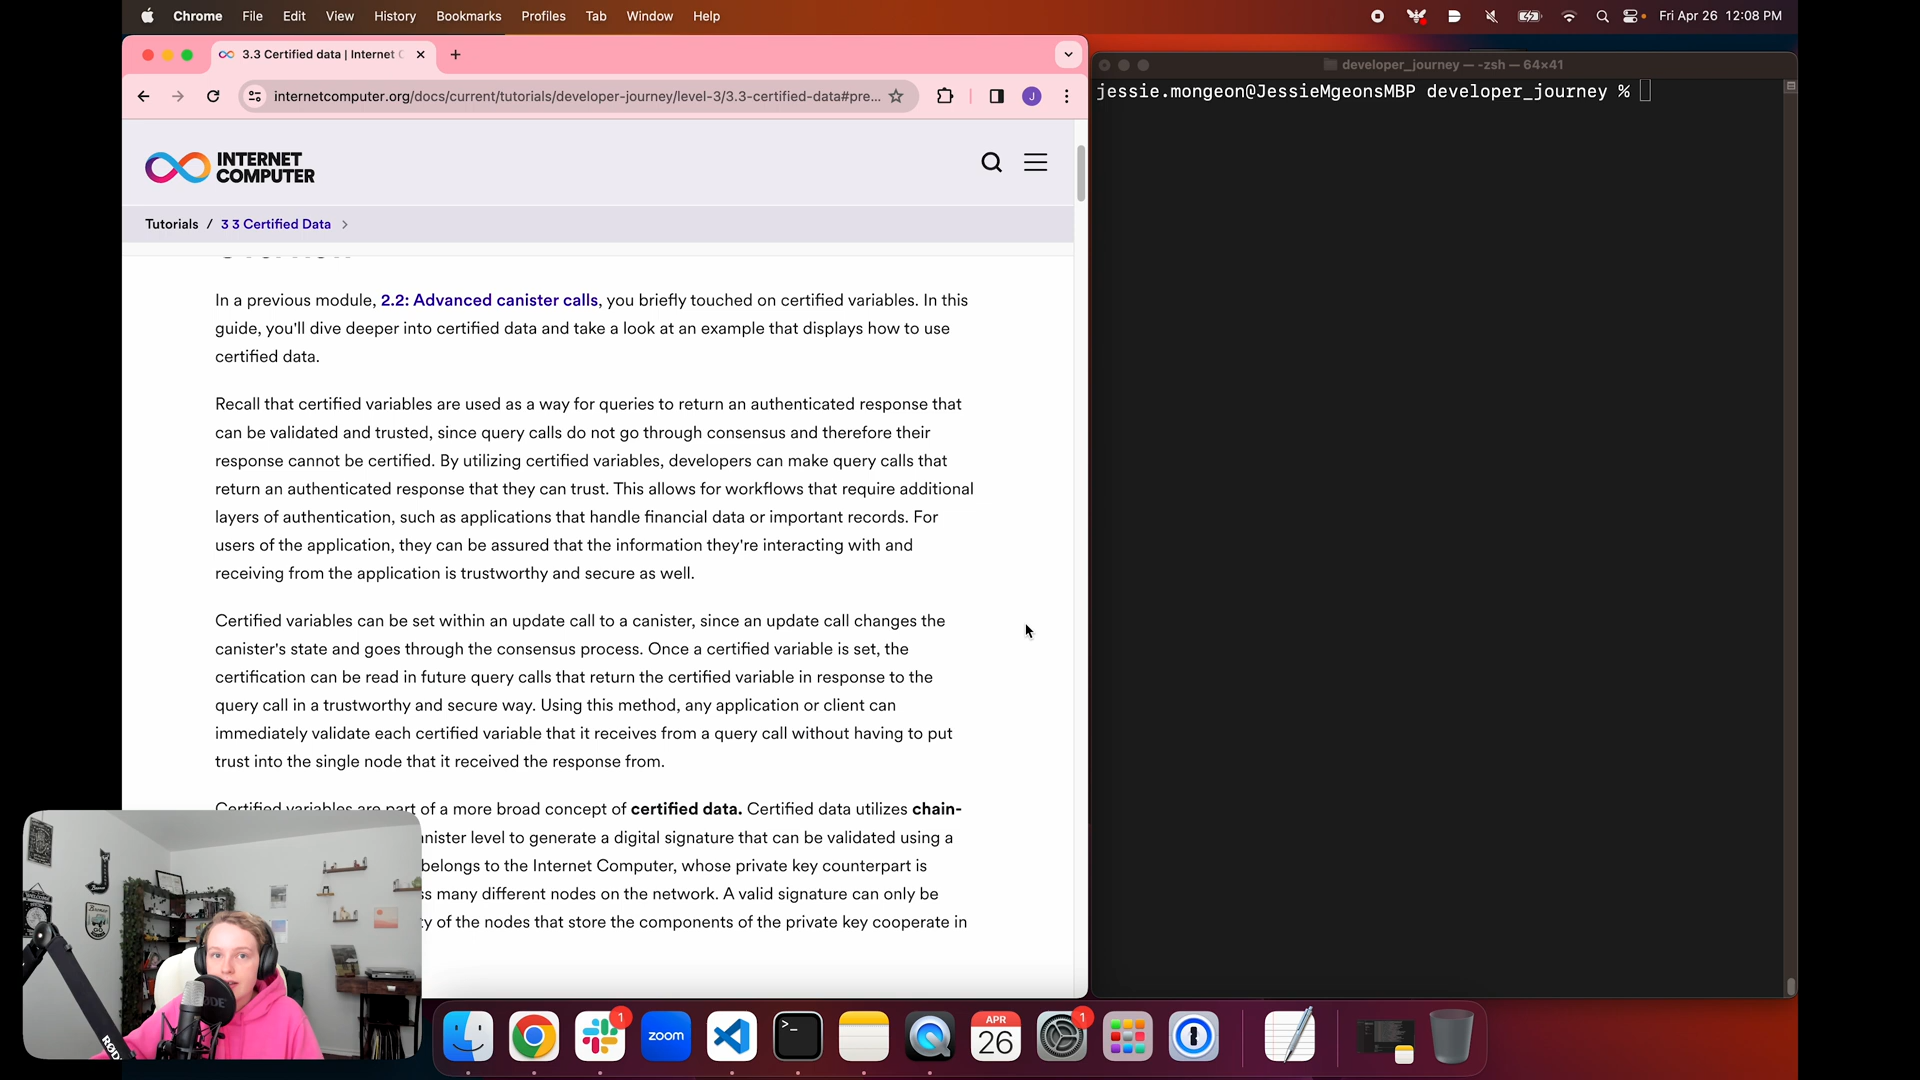 Chrome File Edit View History Bookmarks Profiles Tab Window Help
Fri Apr 26 12:08 PM
3.3 Certified data | Internet
internetcomputer.org/docs/current/tutorials/developer-journey/level-3/3.3-certified-data#pre...
J
developer_journey — -zsh — 64×41
jessie.mongeon@JessieMgeonsMBP developer_journey %
INTERNET
COMPUTER
Tutorials / 3 3 Certified Data
In a previous module, 2.2: Advanced canister calls, you briefly touched on certified variables. In this
guide, you'll dive deeper into certified data and take a look at an example that displays how to use
certified data.
Recall that certified variables are used as a way for queries to return an authenticated response that
can be validated and trusted, since query calls do not go through consensus and therefore their
response cannot be certified. By utilizing certified variables, developers can make query calls that
return an authenticated response that they can trust. This allows for workflows that require additional
layers of authentication, such as applications that handle financial data or important records. For
users of the application, they can be assured that the information they're interacting with and
receiving from the application is trustworthy and secure as well.
Certified variables can be set within an update call to a canister, since an update call changes the
canister's state and goes through the consensus process. Once a certified variable is set, the
certification can be read in future query calls that return the certified variable in response to the
query call in a trustworthy and secure way. Using this method, any application or client can
immediately validate each certified variable that it receives from a query call without having to put
trust into the single node that it received the response from.
Certified variables are part of a more broad concept of certified data. Certified data utilizes chain-
nister level to generate a digital signature that can be validated using a
belongs to the Internet Computer, whose private key counterpart is
s many different nodes on the network. A valid signature can only be
y of the nodes that store the components of the private key cooperate in
RØDE
1
zoom
APR
26
1